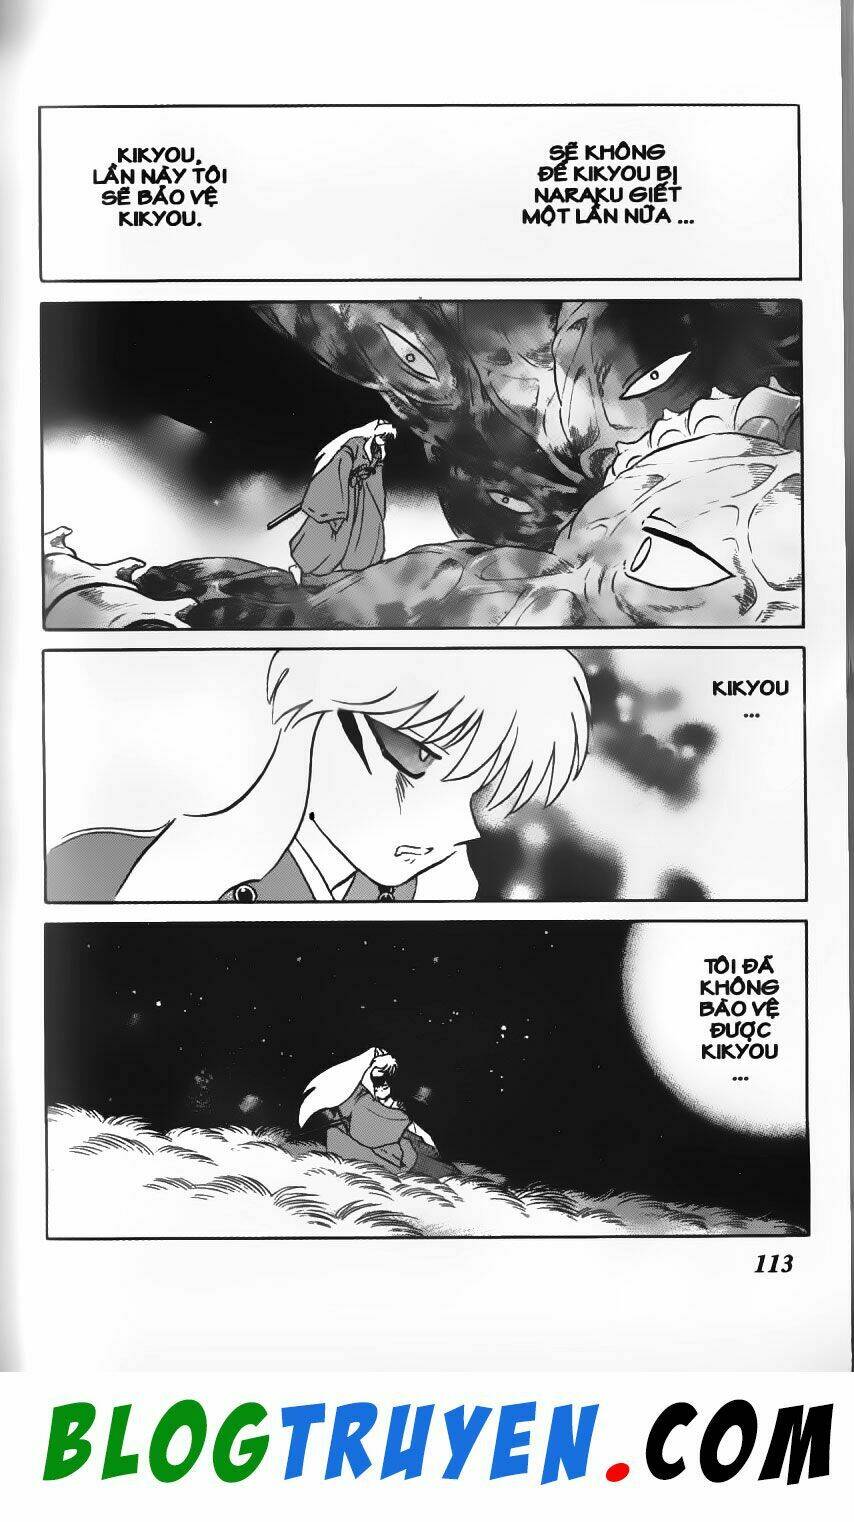 SẼ KHÔNG
ĐỂ KIKYOU BỊ
NARAKU GIẾT
MỘT LẦN NỮA ...
KIKYOU,
LẦN NÀY TÔI
SẼ BẢO VỆ
KIKYOU.
KIKYOU
...
TÔI ĐÃ
KHÔNG
BẢO VỆ
ĐƯỢC
KIKYOU
...
113
BLOGTRUYEN.COM